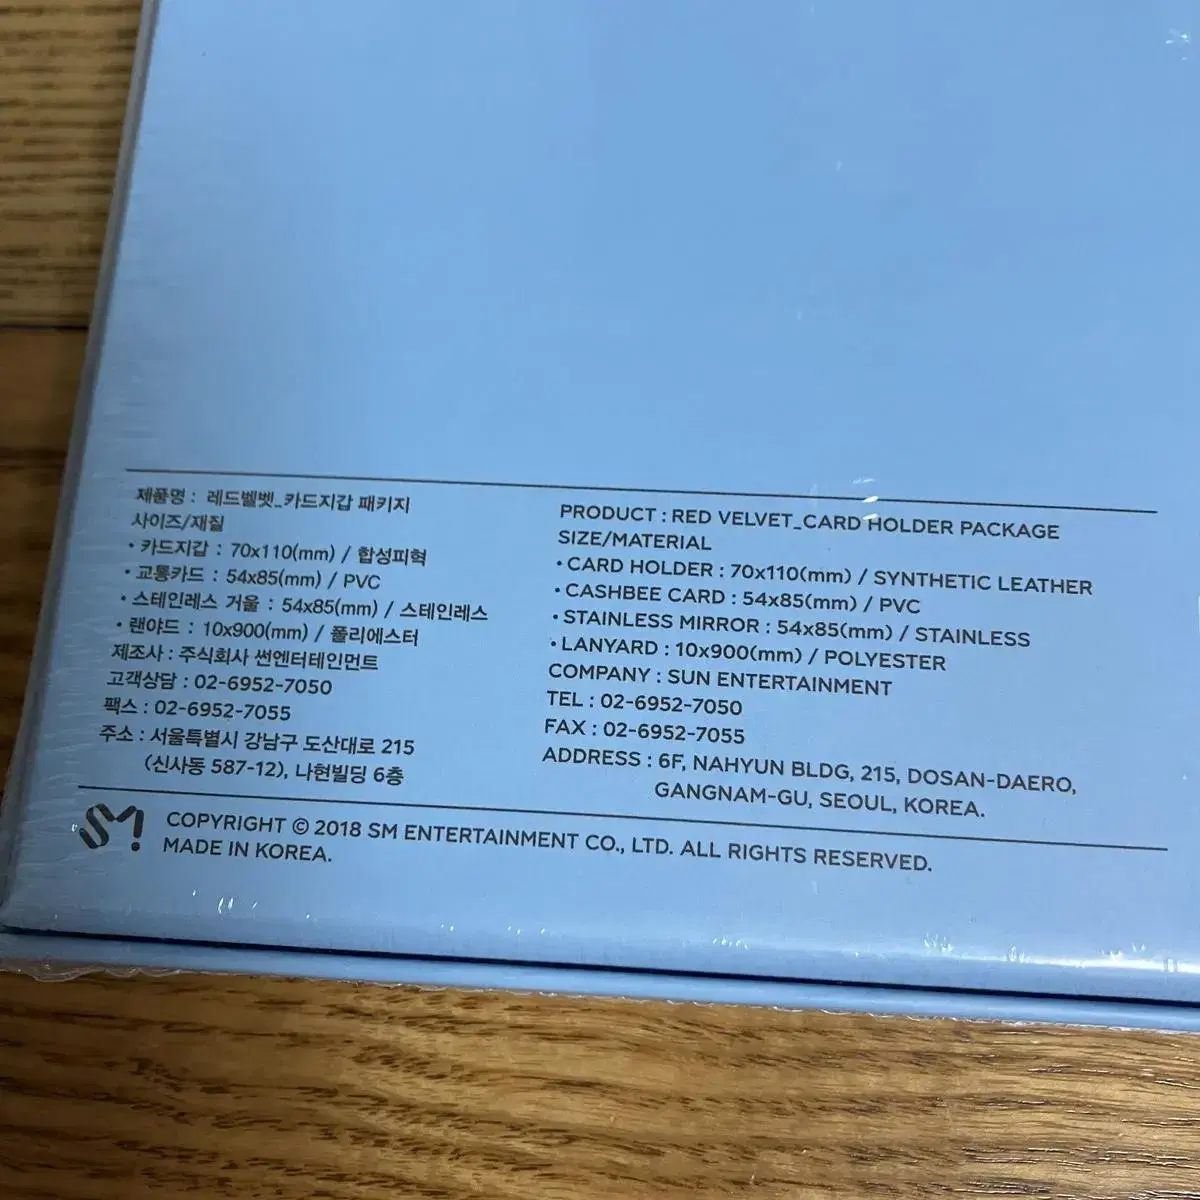 제품명 : 레드벨벳_카드지갑 패키지
사이즈/재질
• 카드지갑 : 70x110(mm) / 합성피혁
• 교통카드 : 54x85(mm) / PVC
• 스테인레스 거울 : 54x85(mm) / 스테인레스
• 랜야드 : 10x900(mm) / 폴리에스터
제조사 : 주식회사 썬엔터테인먼트
고객상담 : 02-6952-7050
팩스 : 02-6952-7055
주소 : 서울특별시 강남구 도산대로 215
(신사동 587-12), 나현빌딩 6층
PRODUCT : RED VELVET_CARD HOLDER PACKAGE
SIZE/MATERIAL
• CARD HOLDER : 70x110(mm) / SYNTHETIC LEATHER
• CASHBEE CARD : 54x85(mm) / PVC
• STAINLESS MIRROR : 54x85(mm) / STAINLESS
• LANYARD : 10x900(mm) / POLYESTER
COMPANY : SUN ENTERTAINMENT
TEL : 02-6952-7050
FAX : 02-6952-7055
ADDRESS : 6F, NAHYUN BLDG, 215, DOSAN-DAERO,
GANGNAM-GU, SEOUL, KOREA.
SM!
COPYRIGHT © 2018 SM ENTERTAINMENT CO., LTD. ALL RIGHTS RESERVED.
MADE IN KOREA.